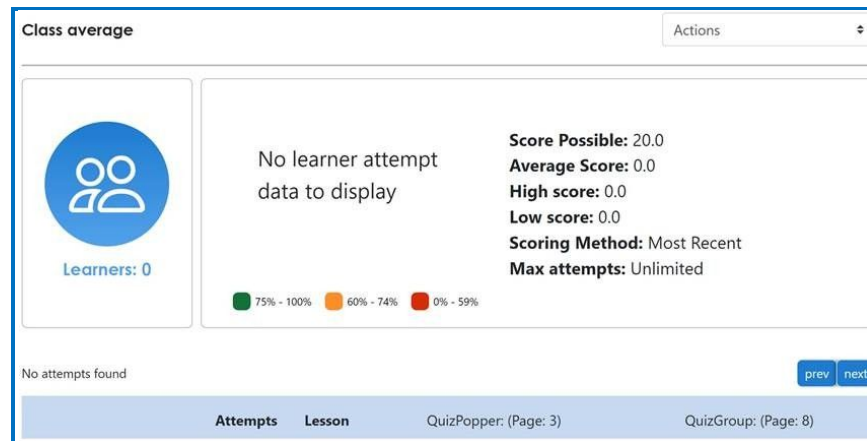 Class average
Actions
No learner attempt
data to display
Score Possible: 20.0
Average Score: 0.0
High score: 0.0
Low score: 0.0
Scoring Method: Most Recent
Max attempts: Unlimited
Learners: 0
75% - 100% 60% - 74% 0% - 59%
No attempts found
prev next
Attempts Lesson QuizPopper: (Page: 3) QuizGroup: (Page: 8)